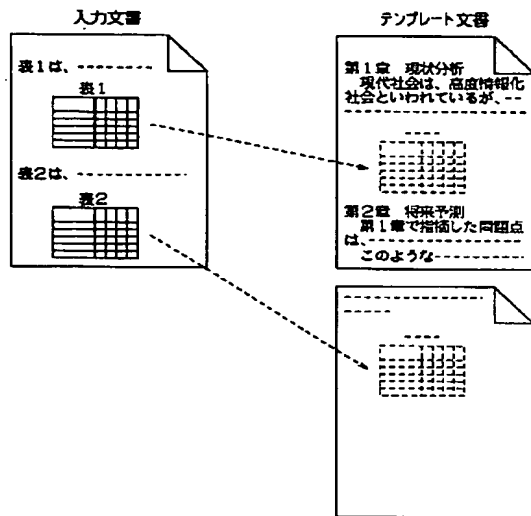 入力文書
表1は、
表1
表2は、
表2
テンプレート文書
第1章 現状分析
現代社会は、高度情報化
社会といわれているが、
第2章 将来予測
第1章で指摘した問題点
は、
このような